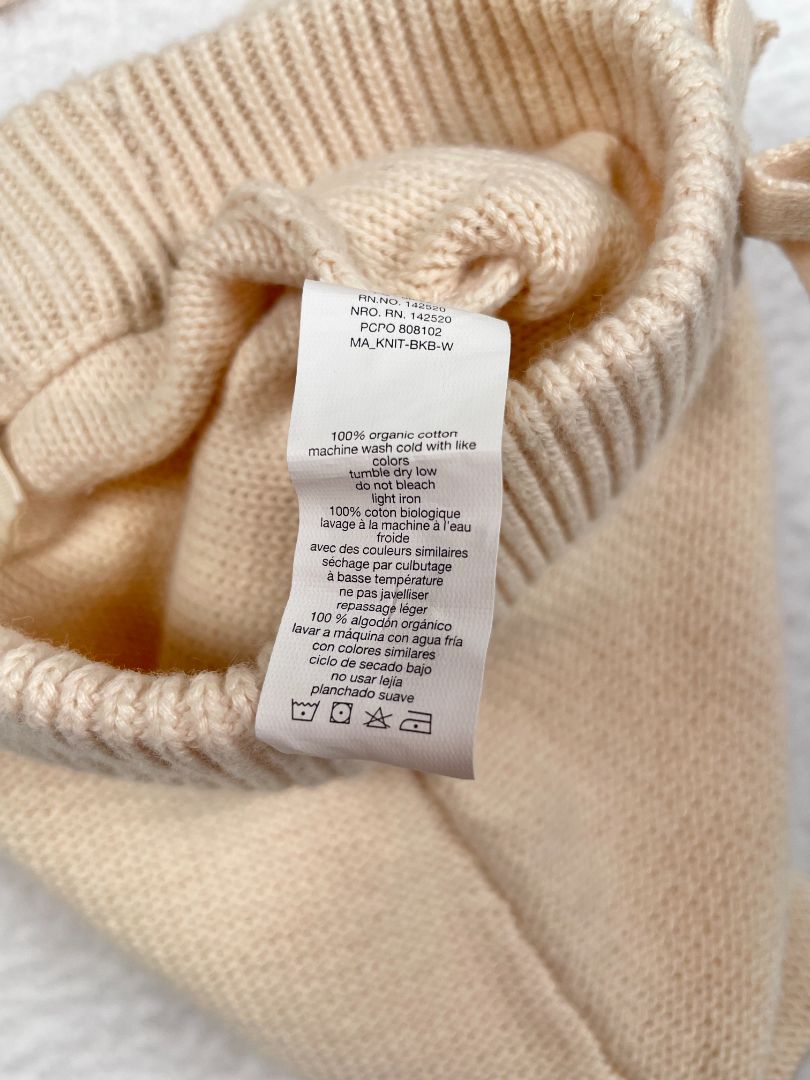 RN.NO. 142520
NRO. RN. 142520
PCPO 808102
MA_KNIT-BKB-W
100% organic cotton
machine wash cold with like
colors
tumble dry low
do not bleach
light iron
100% coton biologique
lavage à la machine à l'eau
froide
avec des couleurs similaires
séchage par culbutage
à basse température
ne pas javelliser
repassage léger
100 % algodón orgánico
lavar a máquina con agua fría
con colores similares
ciclo de secado bajo
no usar lejía
planchado suave